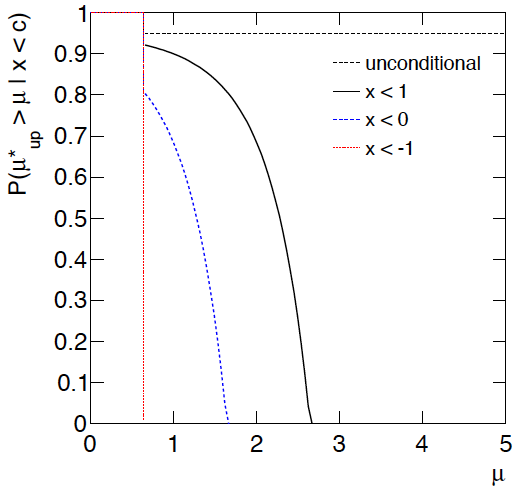 P(μ*up > μ | x < c)
1
0.9
0.8
0.7
0.6
0.5
0.4
0.3
0.2
0.1
0
unconditional
x < 1
x < 0
x < -1
0 1 2 3 4 5
μ